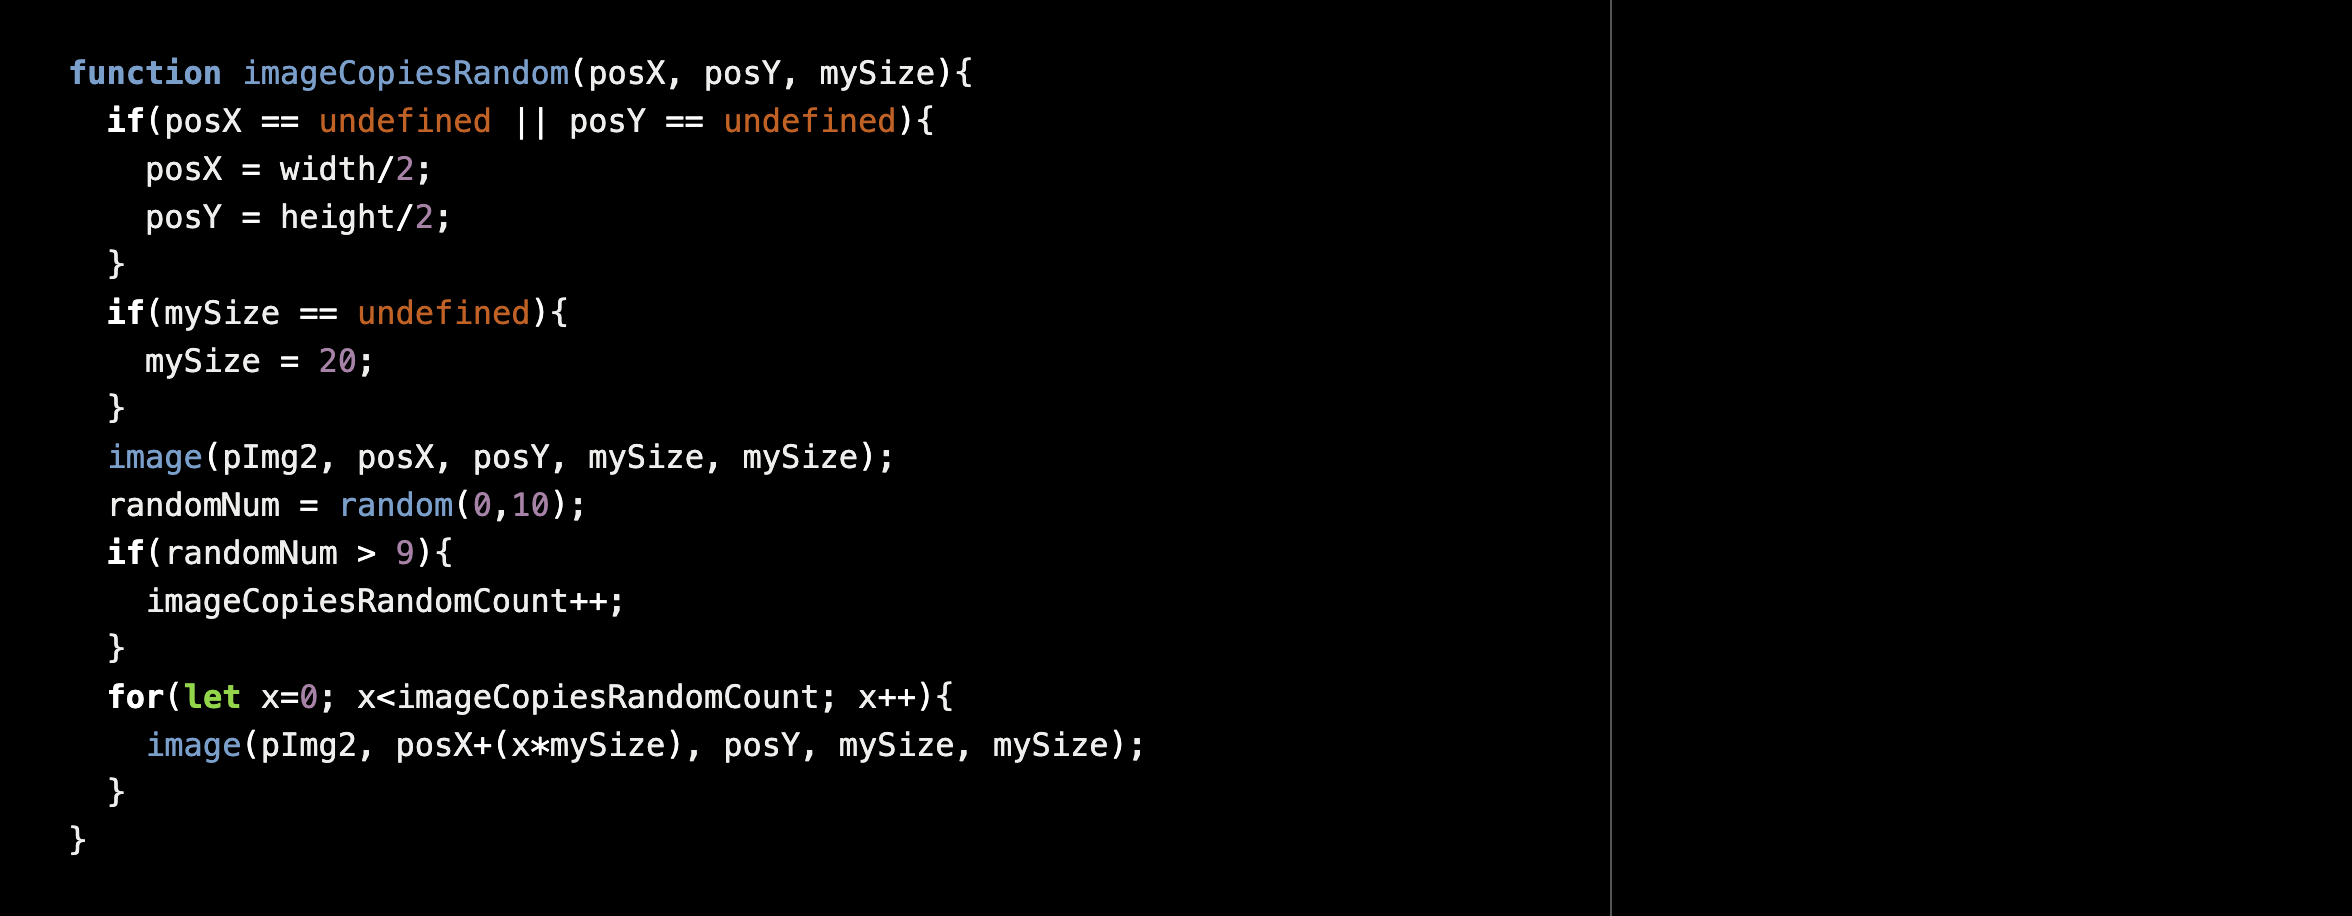 function imageCopiesRandom(posX, posY, mySize){
  if(posX == undefined || posY == undefined){
    posX = width/2;
    posY = height/2;
  }
  if(mySize == undefined){
    mySize = 20;
  }
  image(pImg2, posX, posY, mySize, mySize);
  randomNum = random(0,10);
  if(randomNum > 9){
    imageCopiesRandomCount++;
  }
  for(let x=0; x<imageCopiesRandomCount; x++){
    image(pImg2, posX+(x*mySize), posY, mySize, mySize);
  }
}